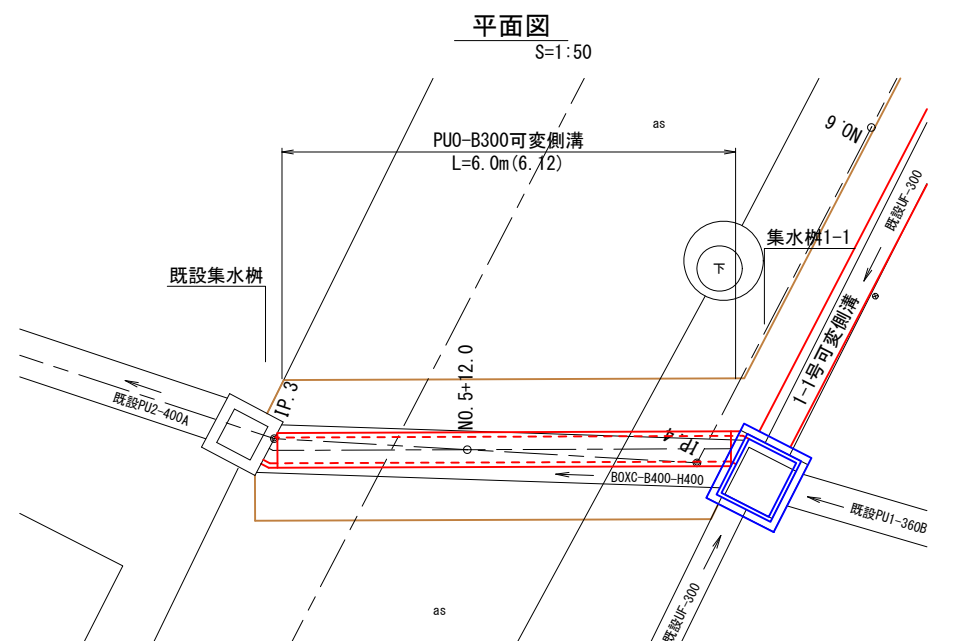 平面図
S=1:50
as
PUO-B300可変側溝
L=6.0m(6.12)
NO.6
既設UF-300
集水桝1-1
下
既設集水桝
1-1号可変側溝
NO.5+12.0
IP.3
既設PU2-400A
IP.4
BOXC-B400-H400
既設PU1-360B
既設UF-300
as